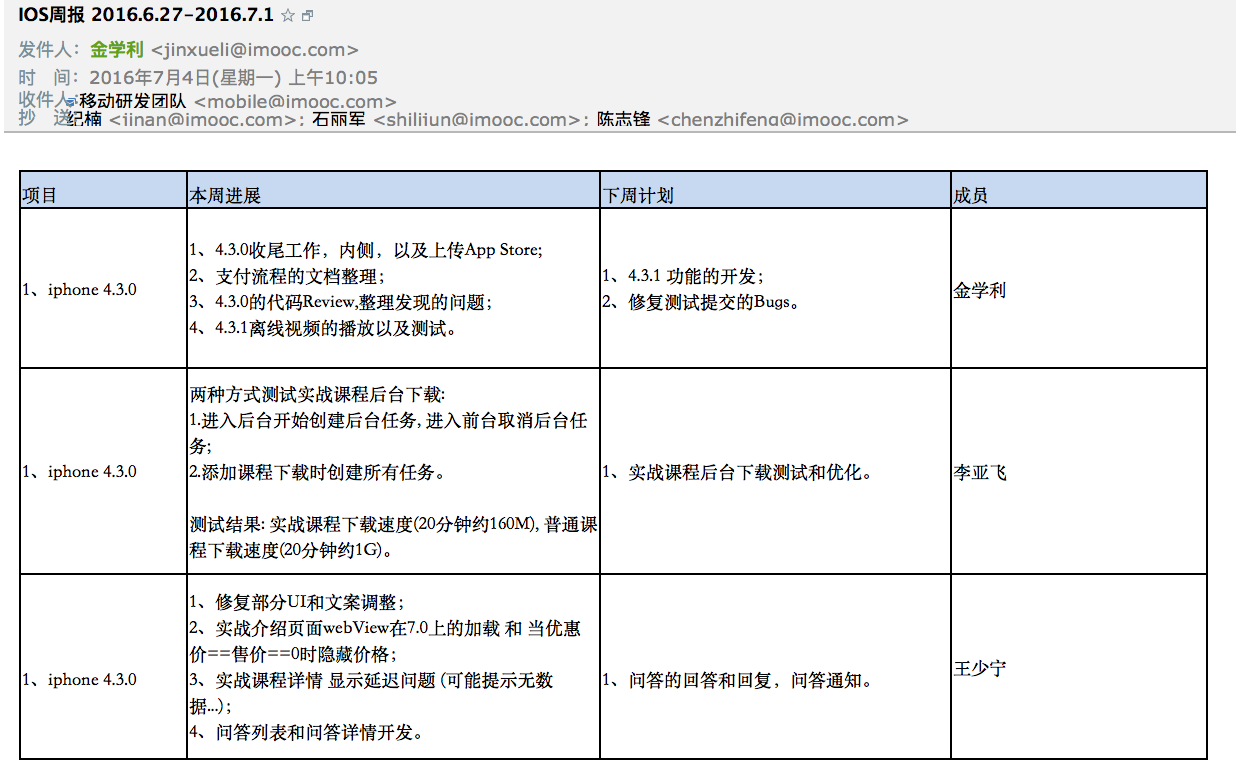 IOS周报 2016.6.27-2016.7.1
发件人：金学利 <jinxueli@imooc.com>
时 间：2016年7月4日(星期一) 上午10:05
收件人 移动研发团队 <mobile@imooc.com>
抄 送 纪楠 <jinan@imooc.com>; 石丽军 <shilijun@imooc.com>; 陈志锋 <chenzhifeng@imooc.com>
项目 本周进展 下周计划 成员
1、iphone 4.3.0
1、4.3.0收尾工作，内侧，以及上传App Store;
2、支付流程的文档整理；
3、4.3.0的代码Review,整理发现的问题；
4、4.3.1离线视频的播放以及测试。
1、4.3.1 功能的开发；
2、修复测试提交的Bugs。
金学利
1、iphone 4.3.0
两种方式测试实战课程后台下载:
1.进入后台开始创建后台任务, 进入前台取消后台任
务;
2.添加课程下载时创建所有任务。
测试结果: 实战课程下载速度(20分钟约160M), 普通课
程下载速度(20分钟约1G)。
1、实战课程后台下载测试和优化。
李亚飞
1、iphone 4.3.0
1、修复部分UI和文案调整；
2、实战介绍页面webView在7.0上的加载 和 当优惠
价==售价==0时隐藏价格；
3、实战课程详情 显示延迟问题 (可能提示无数
据...)；
4、问答列表和问答详情开发。
1、问答的回答和回复，问答通知。
王少宁